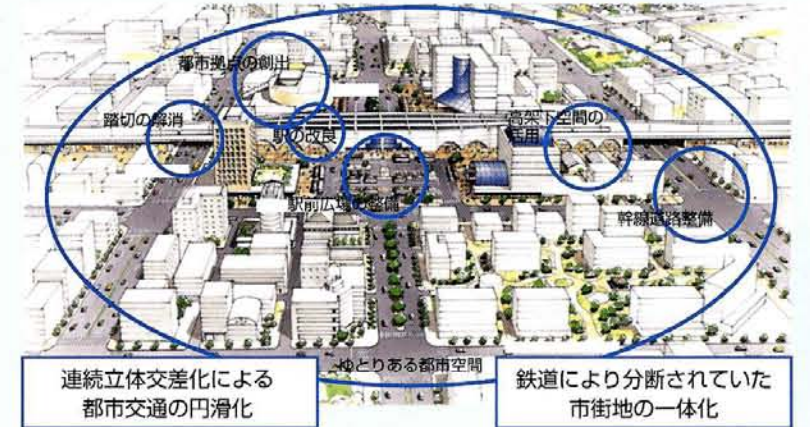 都市拠点の創出
踏切の解消
駅の改良
高架下空間の
活用
駅前広場の整備
幹線道路整備
ゆとりある都市空間
連続立体交差化による
都市交通の円滑化
鉄道により分断されていた
市街地の一体化